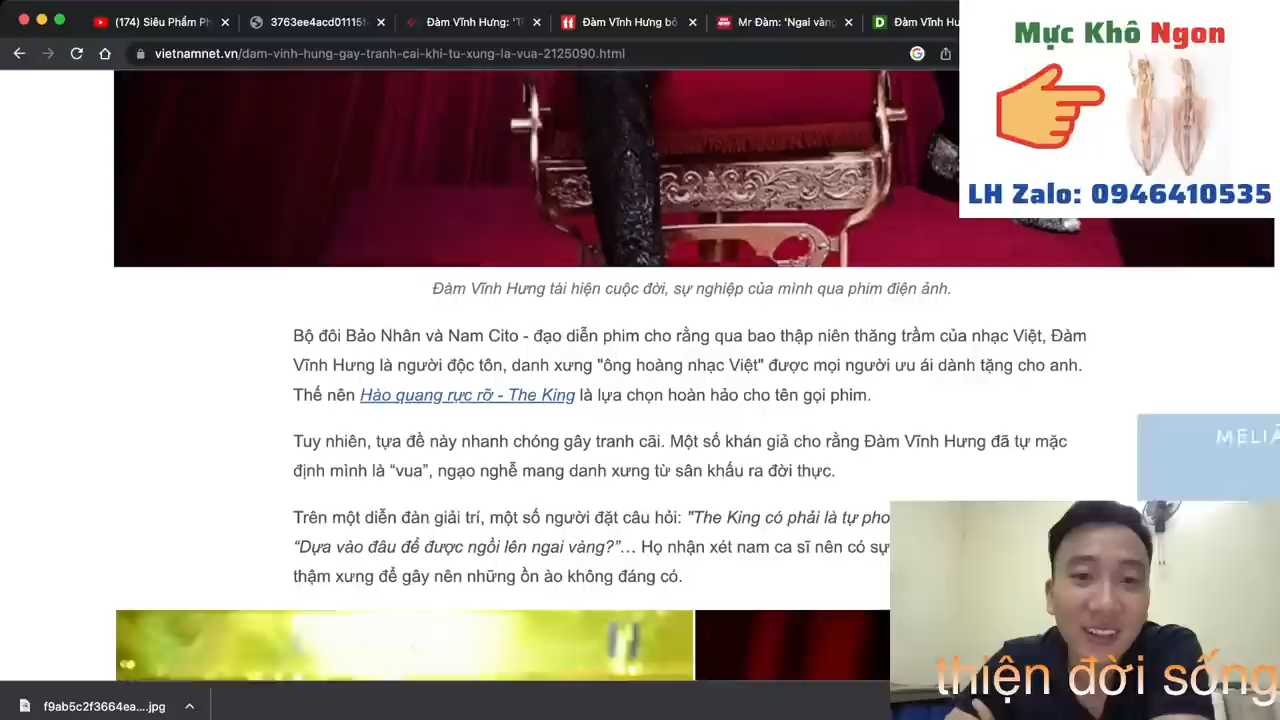 (174) Siêu Phẩm Ph
3763ee4acd01115f
Đàm Vĩnh Hưng: 'T
Đàm Vĩnh Hưng bỏ
Mr Đàm: 'Ngai vàng
Đàm Vĩnh Hu
vietnamnet.vn/dam-vinh-hung-gay-tranh-cai-khi-tu-xung-la-vua-2125090.html
Mực Khô Ngon
LH Zalo: 0946410535
Đàm Vĩnh Hưng tái hiện cuộc đời, sự nghiệp của mình qua phim điện ảnh.
Bộ đôi Bảo Nhân và Nam Cito - đạo diễn phim cho rằng qua bao thập niên thăng trầm của nhạc Việt, Đàm
Vĩnh Hưng là người độc tôn, danh xưng "ông hoàng nhạc Việt" được mọi người ưu ái dành tặng cho anh.
Thế nên Hào quang rực rỡ - The King là lựa chọn hoàn hảo cho tên gọi phim.
Tuy nhiên, tựa đề này nhanh chóng gây tranh cãi. Một số khán giả cho rằng Đàm Vĩnh Hưng đã tự mặc
định mình là “vua”, ngạo nghễ mang danh xưng từ sân khấu ra đời thực.
MELIÁ
Trên một diễn đàn giải trí, một số người đặt câu hỏi: "The King có phải là tự pho
“Dựa vào đâu để được ngồi lên ngai vàng?”... Họ nhận xét nam ca sĩ nên có sự
thậm xưng để gây nên những ồn ào không đáng có.
thiện đời sống
f9ab5c2f3664ea....jpg